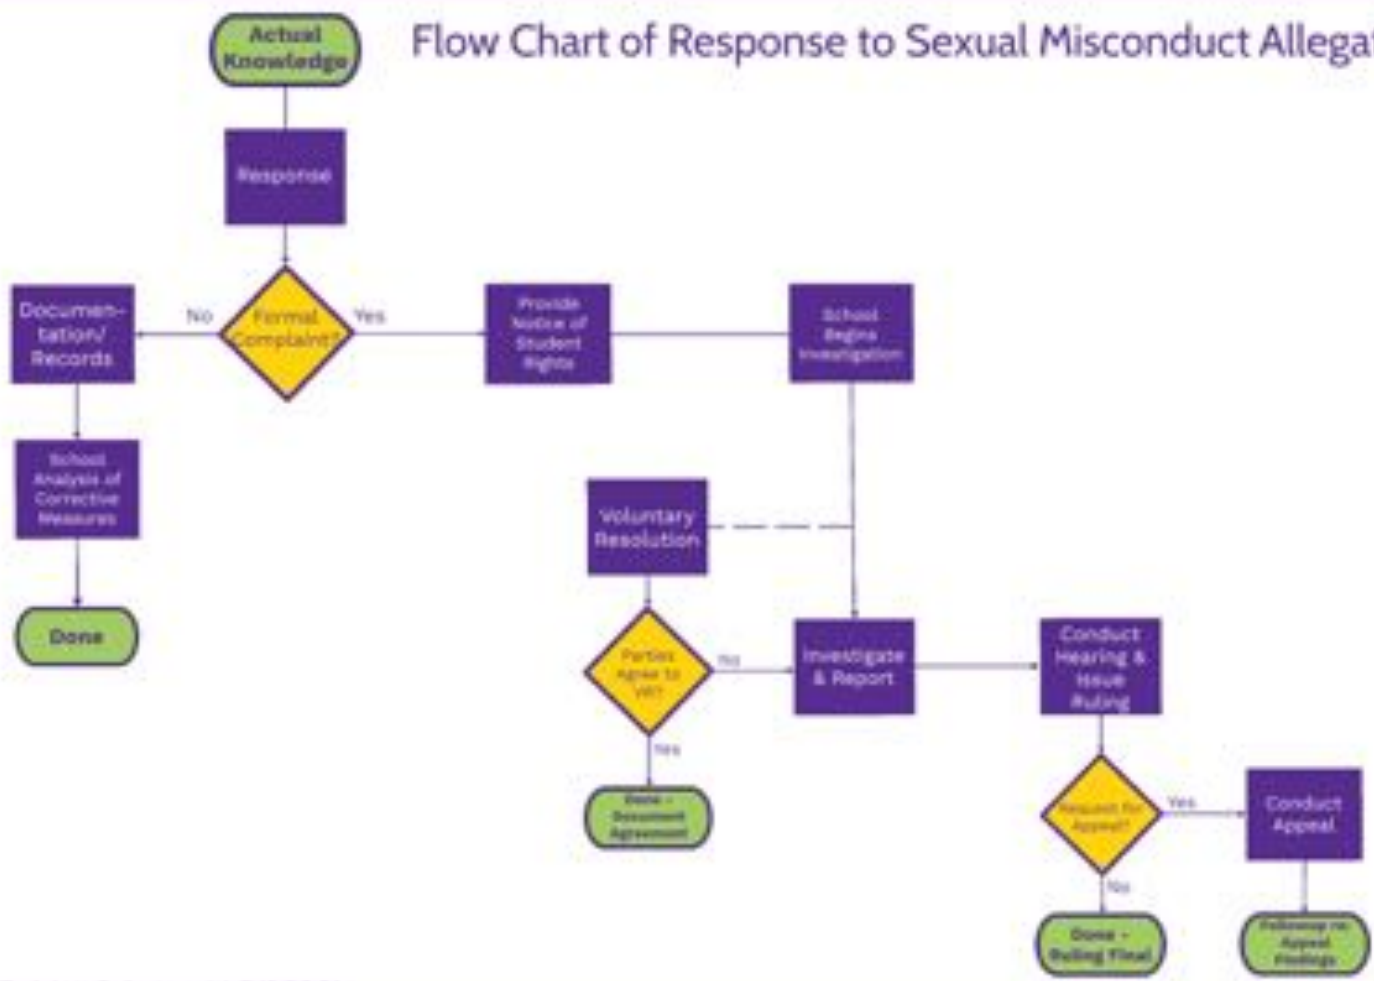 Flow Chart of Response to Sexual Misconduct Allega
Actual
Knowledge
Response
Formal
Complaint?
No
Yes
Documen-
tation/
Records
School
Analysis of
Corrective
Measures
Done
Provide
Notice of
Student
Rights
School
Begins
Investigation
Voluntary
Resolution
Parties
Agree to
VR?
No
Yes
Done -
Document
Agreement
Investigate
& Report
Conduct
Hearing &
Issue
Ruling
Request for
Appeal?
Yes
No
Conduct
Appeal
Done -
Ruling Final
Followup re:
Appeal
Findings